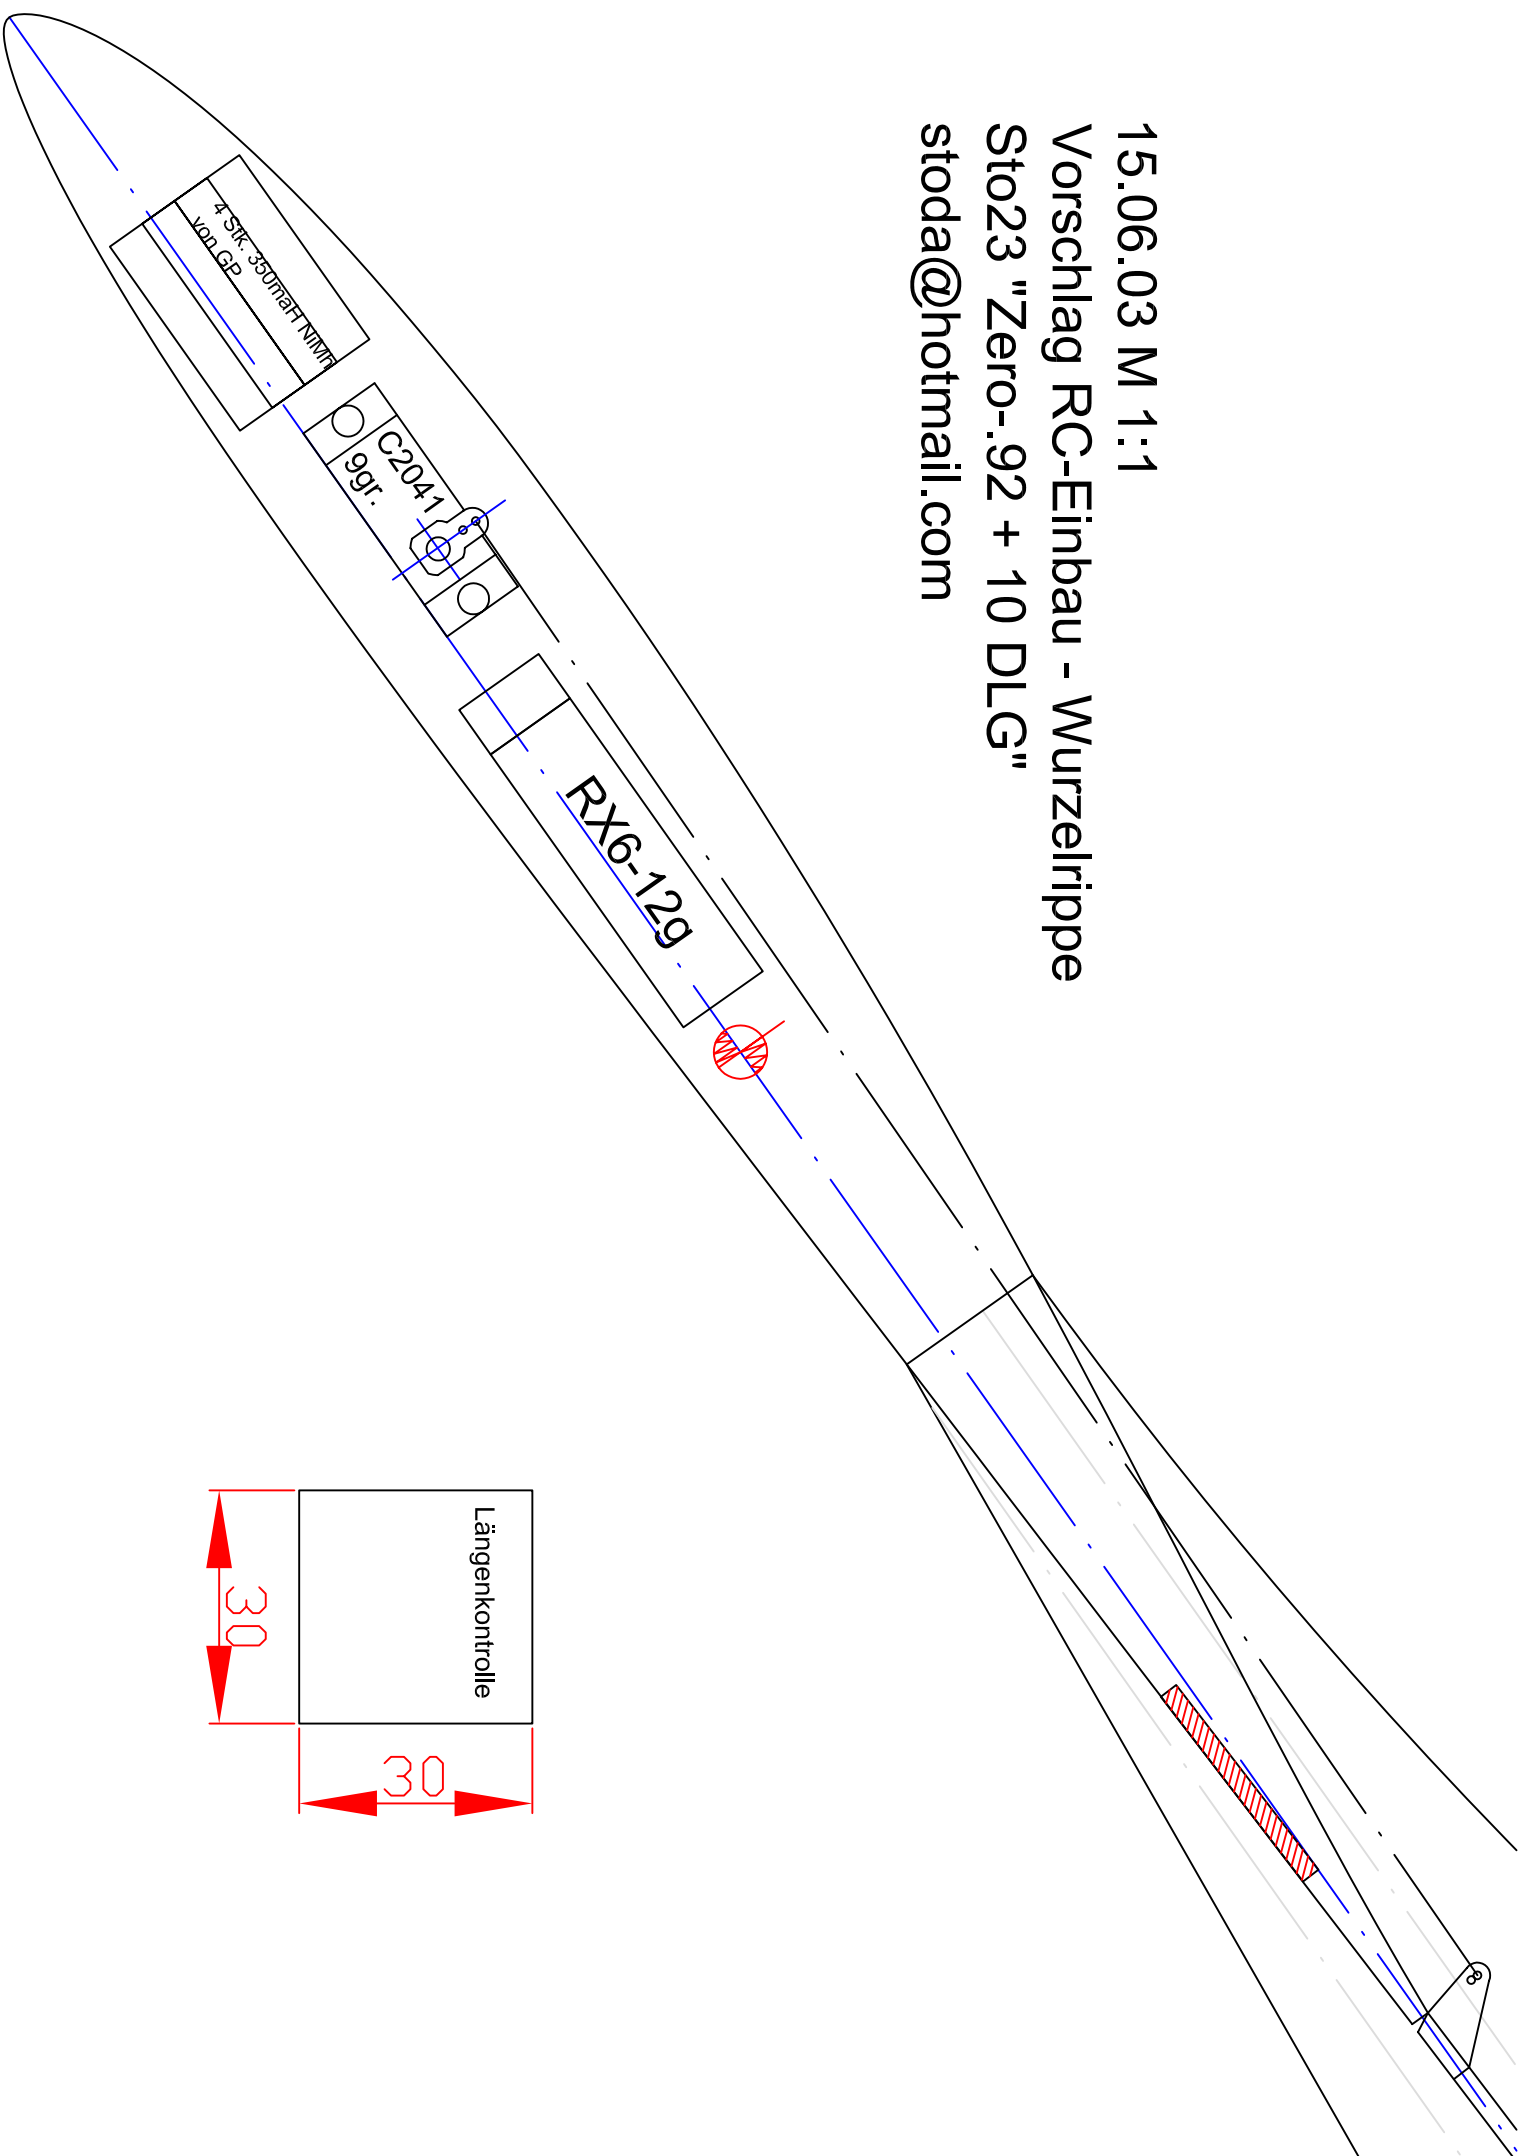 15.06.03 M 1:1
Vorschlag RC-Einbau - Wurzelrippe
Sto23 "Zero-.92 + 10 DLG"
stoda@hotmail.com
4 Stk. 350maH NiMh
von GP
C2041
9gr.
RX6-12g
Längenkontrolle
30
30